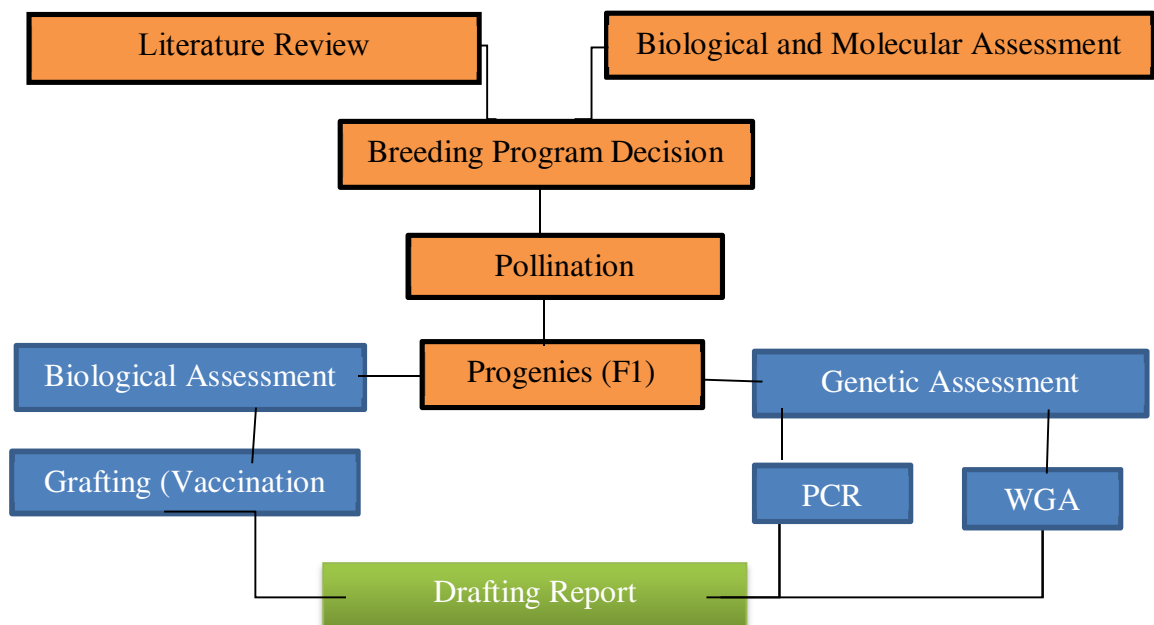 Literature Review
Biological and Molecular Assessment
Breeding Program Decision
Pollination
Biological Assessment
Progenies (F1)
Genetic Assessment
Grafting (Vaccination
PCR
WGA
Drafting Report